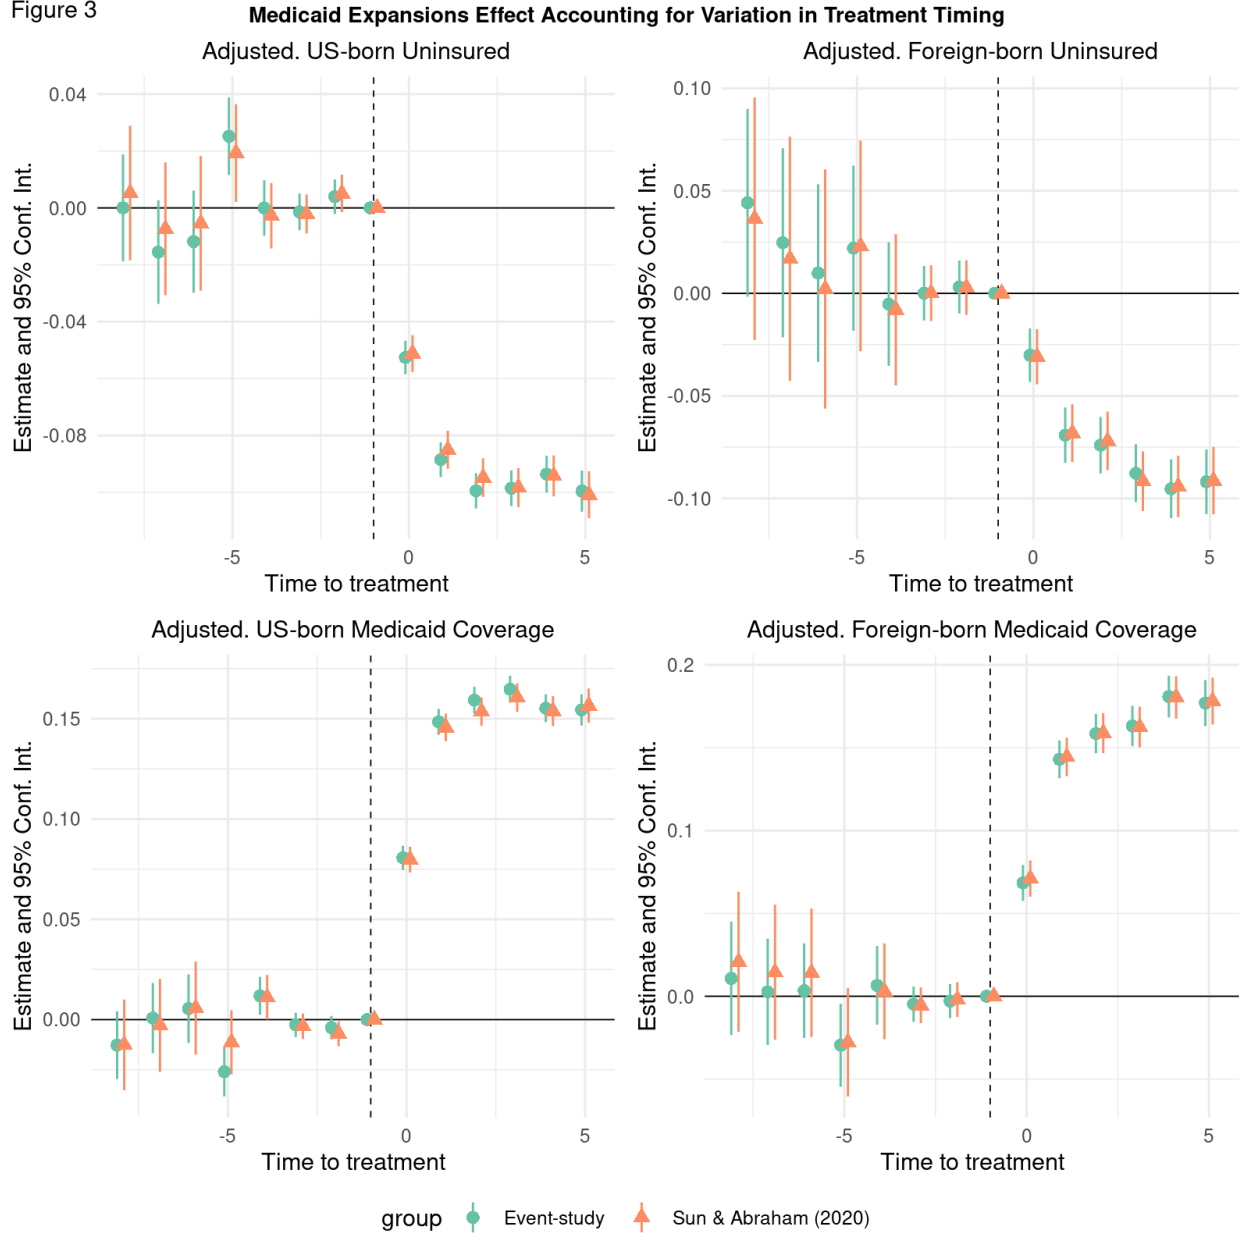 Figure 3
Medicaid Expansions Effect Accounting for Variation in Treatment Timing
Adjusted. US-born Uninsured
Estimate and 95% Conf. Int.
0.04
0.00
-0.04
-0.08
-5
0
5
Time to treatment
Adjusted. Foreign-born Uninsured
Estimate and 95% Conf. Int.
0.10
0.05
0.00
-0.05
-0.10
-5
0
5
Time to treatment
Adjusted. US-born Medicaid Coverage
Estimate and 95% Conf. Int.
0.15
0.10
0.05
0.00
-5
0
5
Time to treatment
Adjusted. Foreign-born Medicaid Coverage
Estimate and 95% Conf. Int.
0.2
0.1
0.0
-5
0
5
Time to treatment
group Event-study Sun & Abraham (2020)